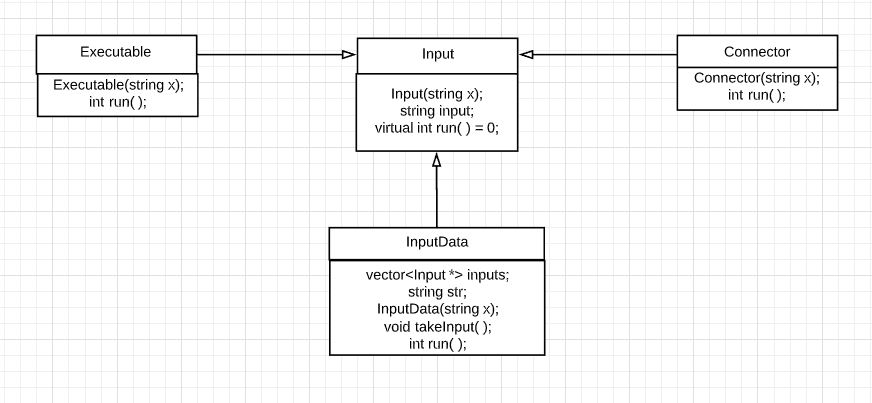 Executable
Executable(string x);
int run( );
Input
Input(string x);
string input;
virtual int run( ) = 0;
Connector
Connector(string x);
int run( );
InputData
vector<Input *> inputs;
string str;
InputData(string x);
void takeInput( );
int run( );